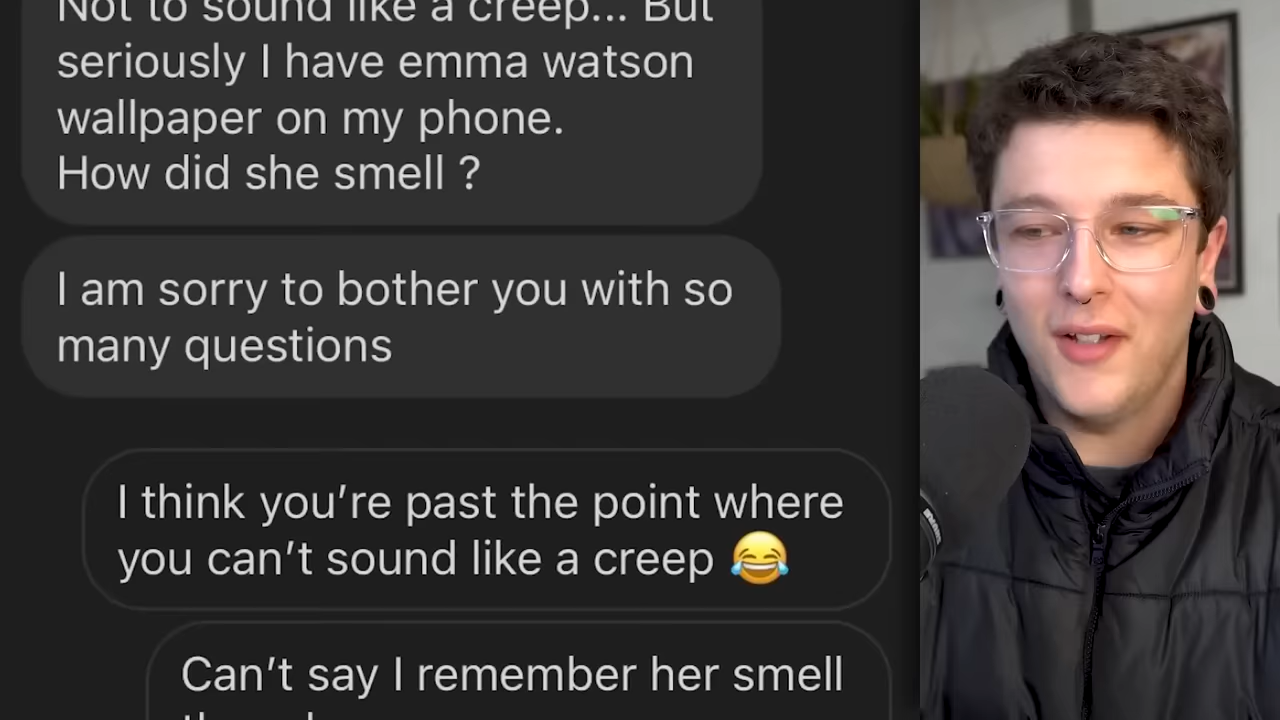 Not to sound like a creep... But
seriously I have emma watson
wallpaper on my phone.
How did she smell ?
I am sorry to bother you with so
many questions
I think you’re past the point where
you can’t sound like a creep 😂
Can’t say I remember her smell